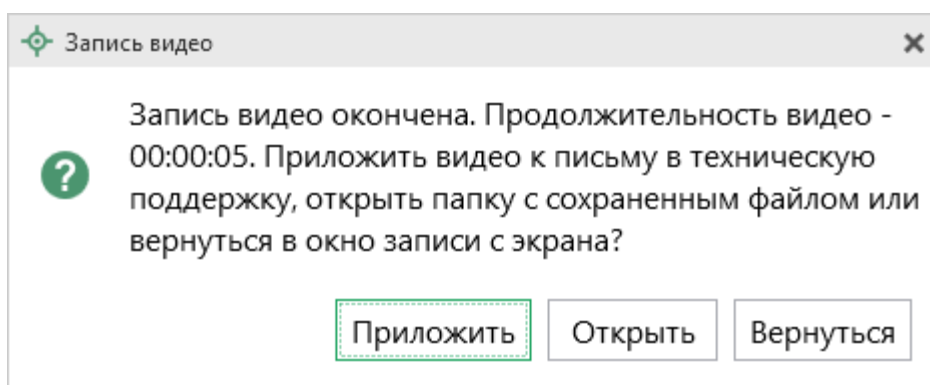 Запись видео
Запись видео окончена. Продолжительность видео -
00:00:05. Приложить видео к письму в техническую
поддержку, открыть папку с сохраненным файлом или
вернуться в окно записи с экрана?
Приложить Открыть Вернуться